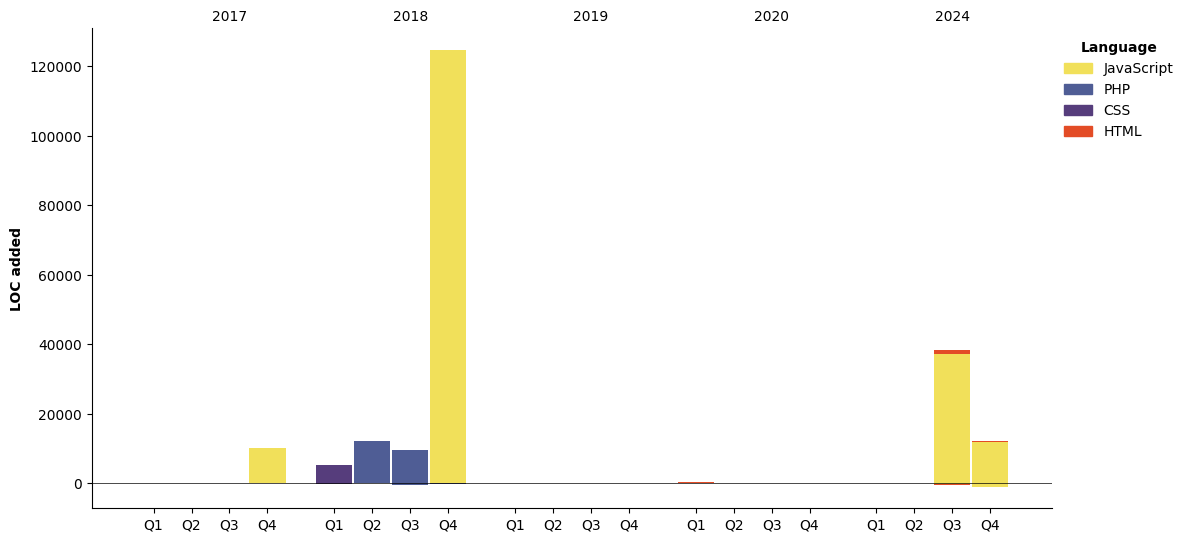 2017 2018 2019 2020 2024
Language
JavaScript
PHP
CSS
HTML
LOC added
120000
100000
80000
60000
40000
20000
0
Q1 Q2 Q3 Q4 Q1 Q2 Q3 Q4 Q1 Q2 Q3 Q4 Q1 Q2 Q3 Q4 Q1 Q2 Q3 Q4